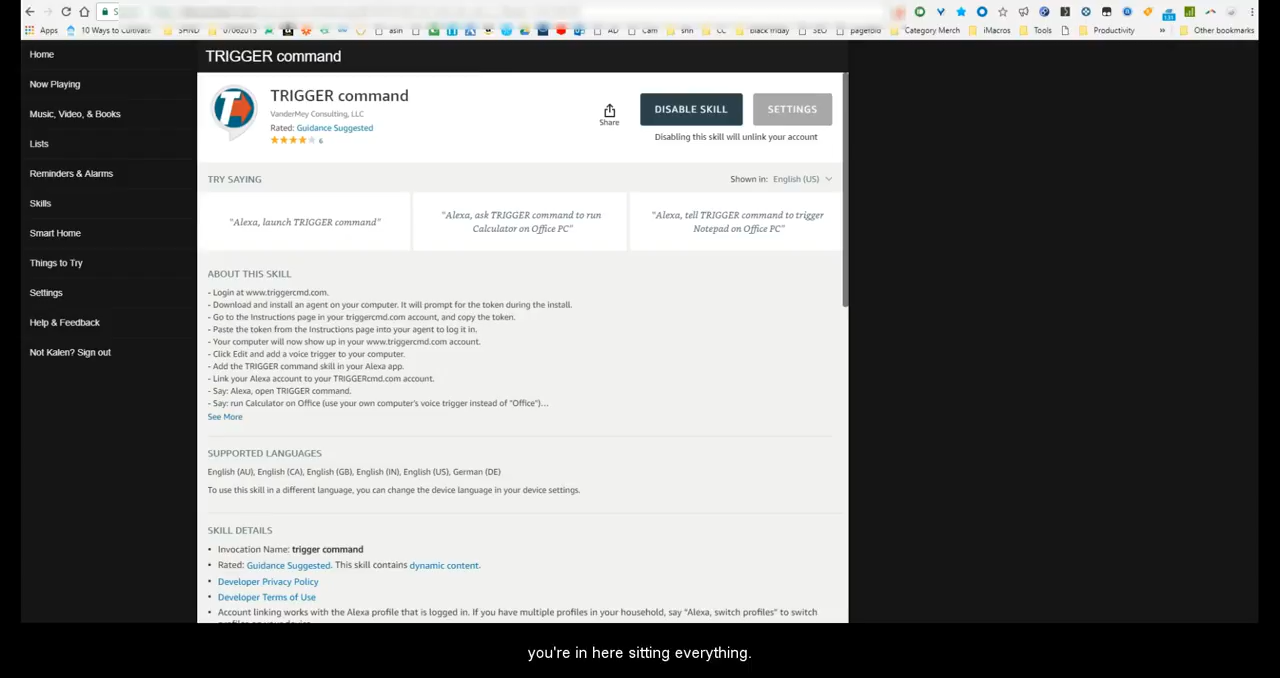 S
Apps
10 Ways to Cultivate
SHND
07062015
asin
AD
Cam
shh
CC
black friday
SEO
pagefold
Category Merch
iMacros
Tools
Productivity
»
Other bookmarks
Home
Now Playing
Music, Video, & Books
Lists
Reminders & Alarms
Skills
Smart Home
Things to Try
Settings
Help & Feedback
Not Kalen? Sign out
TRIGGER command
TRIGGER command
VanderMey Consulting, LLC
Rated: Guidance Suggested
6
Share
DISABLE SKILL
SETTINGS
Disabling this skill will unlink your account
TRY SAYING
Shown in: English (US)
"Alexa, launch TRIGGER command"
"Alexa, ask TRIGGER command to run
Calculator on Office PC"
"Alexa, tell TRIGGER command to trigger
Notepad on Office PC"
ABOUT THIS SKILL
- Login at www.triggercmd.com.
- Download and install an agent on your computer. It will prompt for the token during the install.
- Go to the Instructions page in your triggercmd.com account, and copy the token.
- Paste the token from the Instructions page into your agent to log it in.
- Your computer will now show up in your www.triggercmd.com account.
- Click Edit and add a voice trigger to your computer.
- Add the TRIGGER command skill in your Alexa app.
- Link your Alexa account to your TRIGGERcmd.com account.
- Say: Alexa, open TRIGGER command.
- Say: run Calculator on Office (use your own computer's voice trigger instead of "Office")...
See More
SUPPORTED LANGUAGES
English (AU), English (CA), English (GB), English (IN), English (US), German (DE)
To use this skill in a different language, you can change the device language in your device settings.
SKILL DETAILS
• Invocation Name: trigger command
• Rated: Guidance Suggested. This skill contains dynamic content.
• Developer Privacy Policy
• Developer Terms of Use
• Account linking works with the Alexa profile that is logged in. If you have multiple profiles in your household, say "Alexa, switch profiles" to switch
you're in here sitting everything.